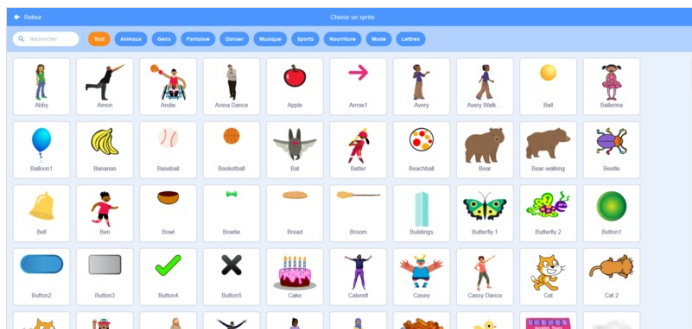 Retour
Choisir un sprite
Rechercher
Tout Animaux Gens Fantaisie Danser Musique Sports Nourriture Mode Lettres
Abby Amon Andie Anina Dance Apple Arrow1 Avery Avery Walk... Ball Ballerina
Balloon1 Bananas Baseball Basketball Bat Batter Beachball Bear Bear-walking Beetle
Bell Ben Bowl Bowtie Bread Broom Buildings Butterfly 1 Butterfly 2 Button1
Button2 Button3 Button4 Button5 Cake Calvrett Casey Cassy Dance Cat Cat 2